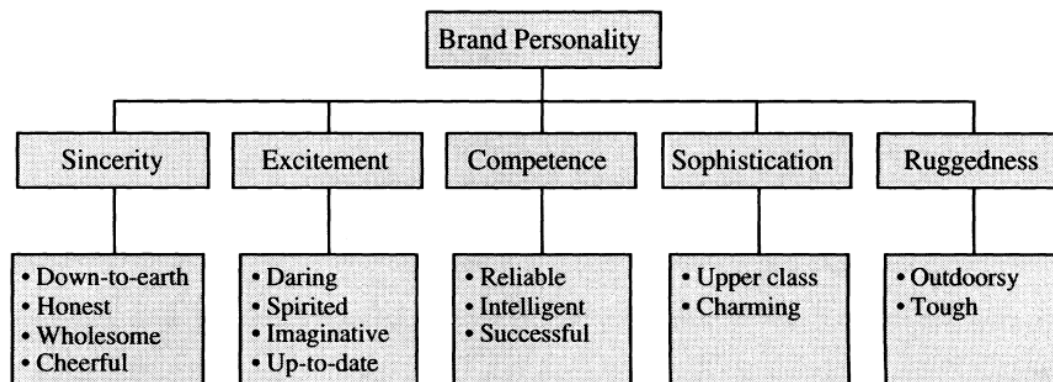 Brand Personality
Sincerity
Excitement
Competence
Sophistication
Ruggedness
• Down-to-earth
• Honest
• Wholesome
• Cheerful
• Daring
• Spirited
• Imaginative
• Up-to-date
• Reliable
• Intelligent
• Successful
• Upper class
• Charming
• Outdoorsy
• Tough